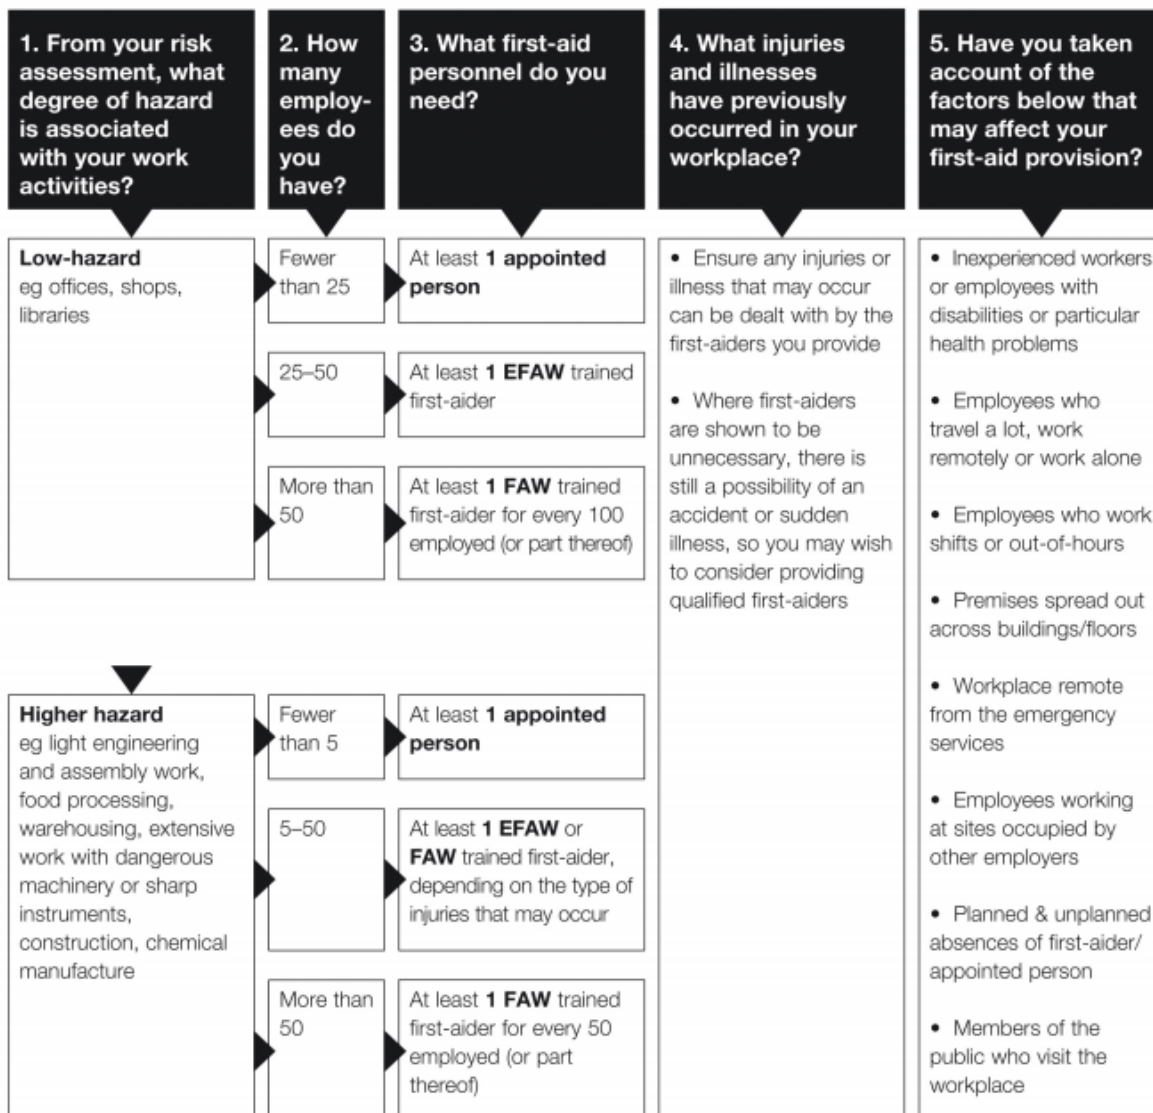 1. From your risk
assessment, what
degree of hazard
is associated
with your work
activities?
2. How
many
employ-
ees do
you
have?
3. What first-aid
personnel do you
need?
4. What injuries
and illnesses
have previously
occurred in your
workplace?
5. Have you taken
account of the
factors below that
may affect your
first-aid provision?
Low-hazard
eg offices, shops,
libraries
Fewer
than 25
At least 1 appointed
person
25–50
At least 1 EFAW trained
first-aider
More than
50
At least 1 FAW trained
first-aider for every 100
employed (or part thereof)
Higher hazard
eg light engineering
and assembly work,
food processing,
warehousing, extensive
work with dangerous
machinery or sharp
instruments,
construction, chemical
manufacture
Fewer
than 5
At least 1 appointed
person
5–50
At least 1 EFAW or
FAW trained first-aider,
depending on the type of
injuries that may occur
More than
50
At least 1 FAW trained
first-aider for every 50
employed (or part
thereof)
• Ensure any injuries or
illness that may occur
can be dealt with by the
first-aiders you provide
• Where first-aiders
are shown to be
unnecessary, there is
still a possibility of an
accident or sudden
illness, so you may wish
to consider providing
qualified first-aiders
• Inexperienced workers
or employees with
disabilities or particular
health problems
• Employees who
travel a lot, work
remotely or work alone
• Employees who work
shifts or out-of-hours
• Premises spread out
across buildings/floors
• Workplace remote
from the emergency
services
• Employees working
at sites occupied by
other employers
• Planned & unplanned
absences of first-aider/
appointed person
• Members of the
public who visit the
workplace